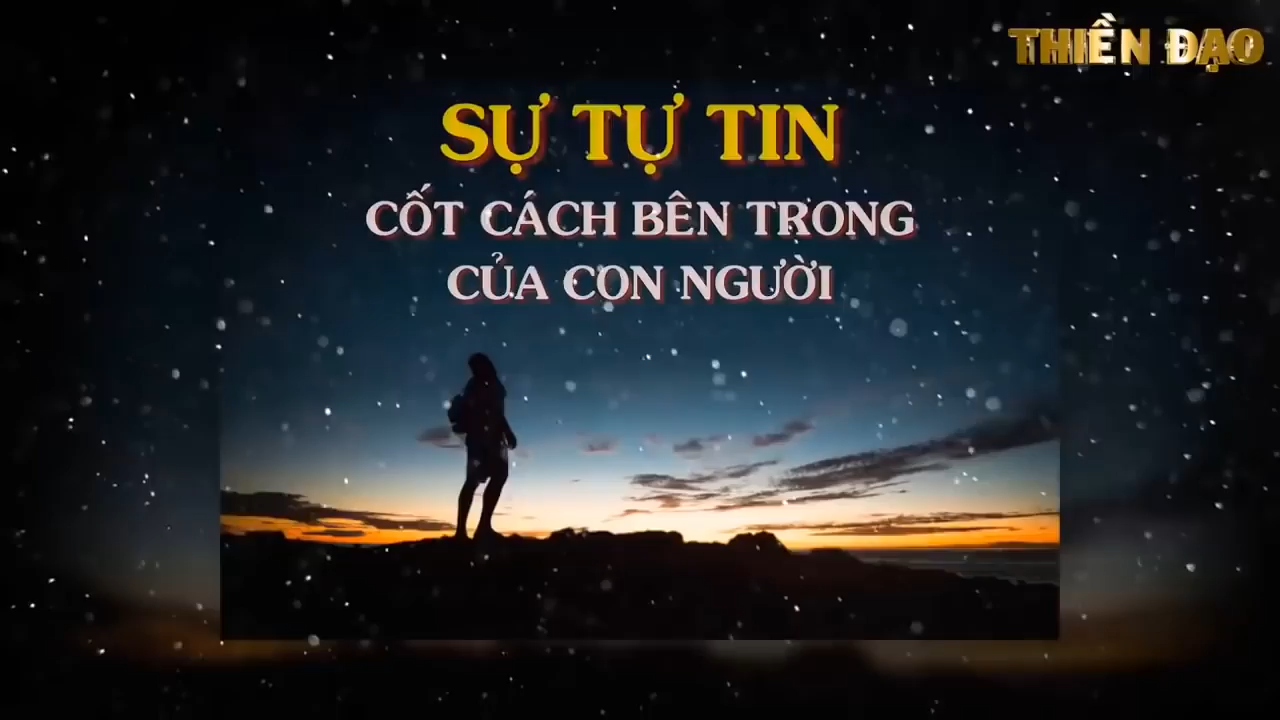 THIỀN ĐẠO
SỰ TỰ TIN
CỐT CÁCH BÊN TRONG
CỦA CON NGƯỜI